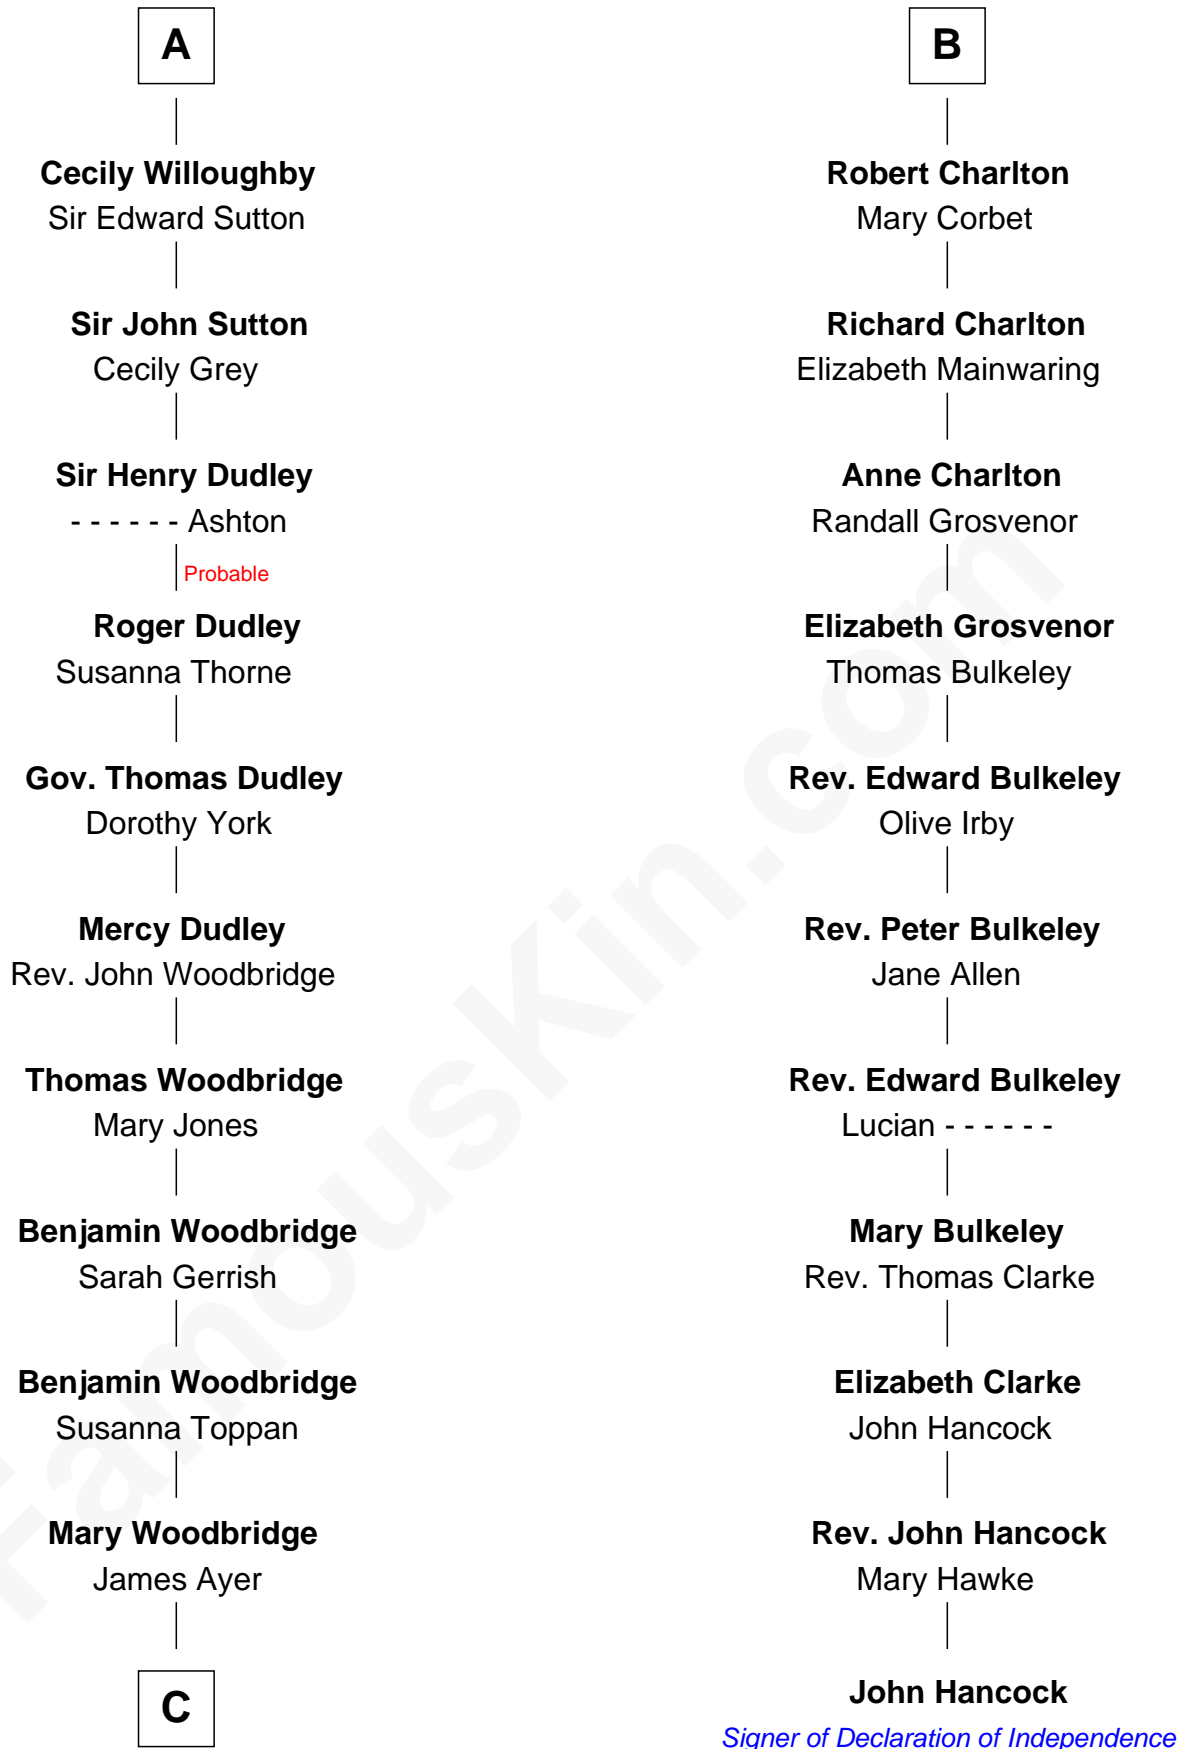 A
Cecily Willoughby
Sir Edward Sutton
Sir John Sutton
Cecily Grey
Sir Henry Dudley
- - - - - - Ashton
Probable
Roger Dudley
Susanna Thorne
Gov. Thomas Dudley
Dorothy York
Mercy Dudley
Rev. John Woodbridge
Thomas Woodbridge
Mary Jones
Benjamin Woodbridge
Sarah Gerrish
Benjamin Woodbridge
Susanna Toppan
Mary Woodbridge
James Ayer
C
B
Robert Charlton
Mary Corbet
Richard Charlton
Elizabeth Mainwaring
Anne Charlton
Randall Grosvenor
Elizabeth Grosvenor
Thomas Bulkeley
Rev. Edward Bulkeley
Olive Irby
Rev. Peter Bulkeley
Jane Allen
Rev. Edward Bulkeley
Lucian - - - - - -
Mary Bulkeley
Rev. Thomas Clarke
Elizabeth Clarke
John Hancock
Rev. John Hancock
Mary Hawke
John Hancock
Signer of Declaration of Independence
FamousKin.com